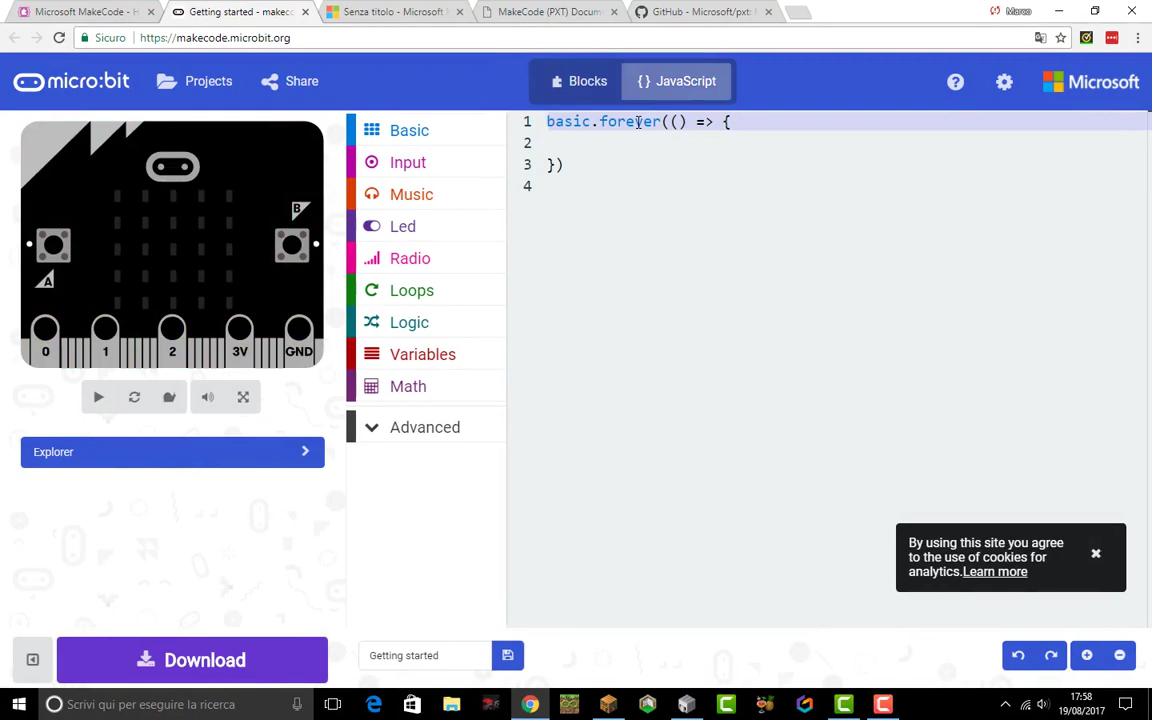 Microsoft MakeCode - H
Getting started - makeco
Senza titolo - Microsoft M
MakeCode (PXT) Docum
GitHub - Microsoft/pxt: M
Marco
Sicuro
https://makecode.microbit.org
micro:bit
Projects
Share
Blocks
{} JavaScript
?
Microsoft
B
A
0 1 2 3V GND
Explorer
Download
Basic
Input
Music
Led
Radio
Loops
Logic
Variables
Math
Advanced
1 basic.forever(() => {
2
3 })
4
By using this site you agree
to the use of cookies for
analytics.Learn more
Getting started
Scrivi qui per eseguire la ricerca
17:58
19/08/2017